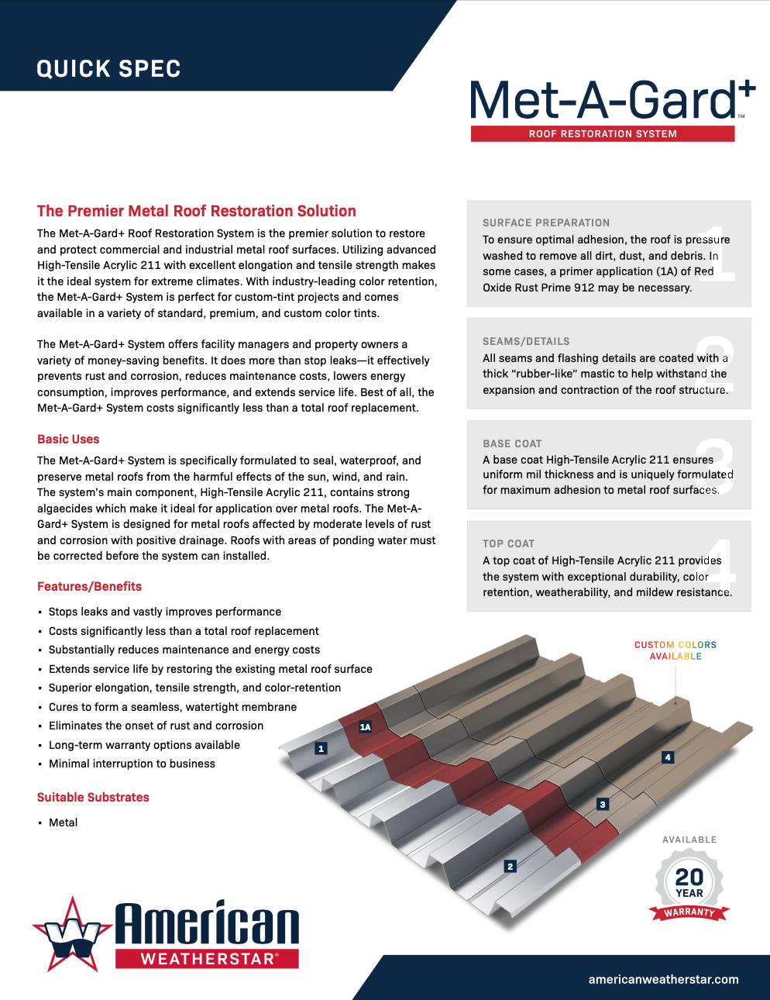 QUICK SPEC
Met-A-Gard+™
ROOF RESTORATION SYSTEM
The Premier Metal Roof Restoration Solution
The Met-A-Gard+ Roof Restoration System is the premier solution to restore
and protect commercial and industrial metal roof surfaces. Utilizing advanced
High-Tensile Acrylic 211 with excellent elongation and tensile strength makes
it the ideal system for extreme climates. With industry-leading color retention,
the Met-A-Gard+ System is perfect for custom-tint projects and comes
available in a variety of standard, premium, and custom color tints.
The Met-A-Gard+ System offers facility managers and property owners a
variety of money-saving benefits. It does more than stop leaks—it effectively
prevents rust and corrosion, reduces maintenance costs, lowers energy
consumption, improves performance, and extends service life. Best of all, the
Met-A-Gard+ System costs significantly less than a total roof replacement.
Basic Uses
The Met-A-Gard+ System is specifically formulated to seal, waterproof, and
preserve metal roofs from the harmful effects of the sun, wind, and rain.
The system's main component, High-Tensile Acrylic 211, contains strong
algaecides which make it ideal for application over metal roofs. The Met-A-
Gard+ System is designed for metal roofs affected by moderate levels of rust
and corrosion with positive drainage. Roofs with areas of ponding water must
be corrected before the system can installed.
Features/Benefits
▪ Stops leaks and vastly improves performance
▪ Costs significantly less than a total roof replacement
▪ Substantially reduces maintenance and energy costs
▪ Extends service life by restoring the existing metal roof surface
▪ Superior elongation, tensile strength, and color-retention
▪ Cures to form a seamless, watertight membrane
▪ Eliminates the onset of rust and corrosion
▪ Long-term warranty options available
▪ Minimal interruption to business
Suitable Substrates
▪ Metal
1
SURFACE PREPARATION
To ensure optimal adhesion, the roof is pressure
washed to remove all dirt, dust, and debris. In
some cases, a primer application (1A) of Red
Oxide Rust Prime 912 may be necessary.
2
SEAMS/DETAILS
All seams and flashing details are coated with a
thick “rubber-like” mastic to help withstand the
expansion and contraction of the roof structure.
3
BASE COAT
A base coat High-Tensile Acrylic 211 ensures
uniform mil thickness and is uniquely formulated
for maximum adhesion to metal roof surfaces.
4
TOP COAT
A top coat of High-Tensile Acrylic 211 provides
the system with exceptional durability, color
retention, weatherability, and mildew resistance.
CUSTOM COLORS
AVAILABLE
1A
1
4
3
2
AVAILABLE
20
YEAR
WARRANTY
W
American
WEATHERSTAR®
americanweatherstar.com